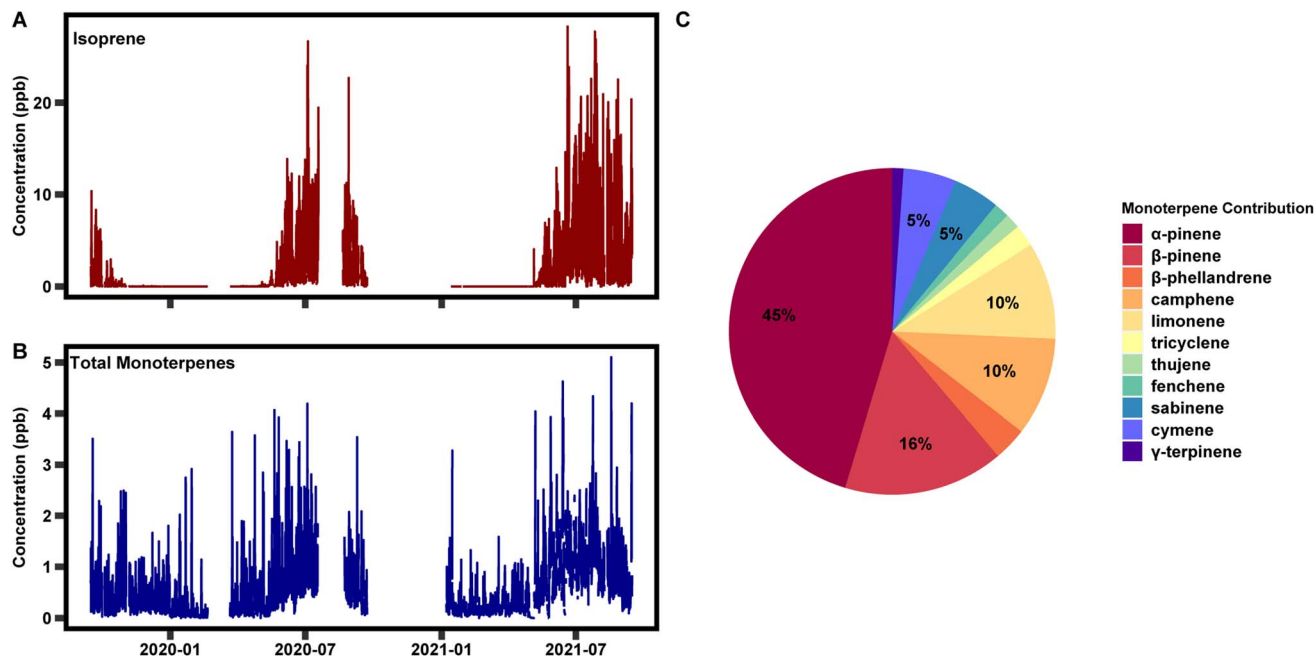 A
Isoprene
Concentration (ppb)
20
10
0
B
Total Monoterpenes
Concentration (ppb)
5
4
3
2
1
0
2020-01 2020-07 2021-01 2021-07
C
5%
5%
45%
10%
10%
16%
Monoterpene Contribution
α-pinene
β-pinene
β-phellandrene
camphene
limonene
tricyclene
thujene
fenchene
sabinene
cymene
γ-terpinene